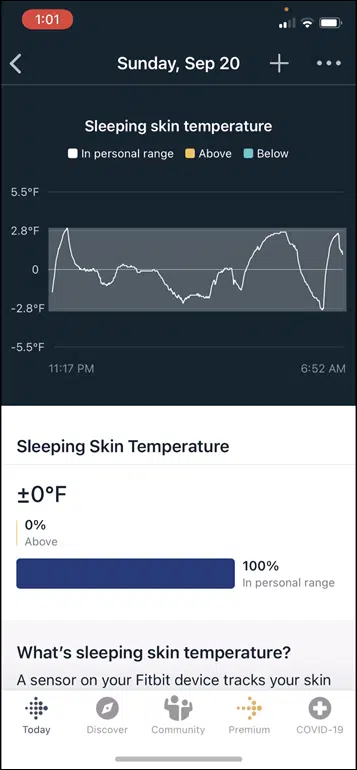 1:01
Sunday, Sep 20
Sleeping skin temperature
In personal range Above Below
5.5°F
2.8°F
0
-2.8°F
-5.5°F
11:17 PM 6:52 AM
Sleeping Skin Temperature
±0°F
0%
Above
100%
In personal range
What's sleeping skin temperature?
A sensor on your Fitbit device tracks your skin
Today Discover Community Premium COVID-19